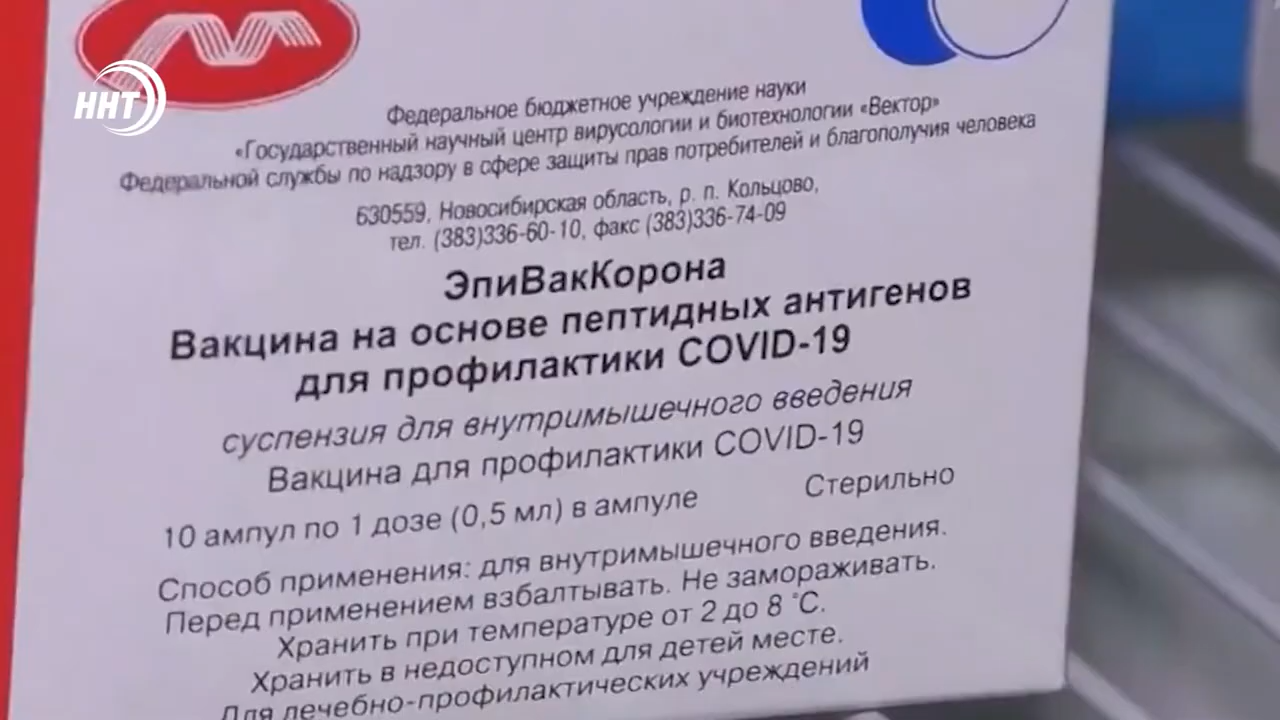 ННТ
Федеральное бюджетное учреждение науки
«Государственный научный центр вирусологии и биотехнологии «Вектор»
Федеральной службы по надзору в сфере защиты прав потребителей и благополучия человека
630559, Новосибирская область, р. п. Кольцово,
тел. (383)336-60-10, факс (383)336-74-09
ЭпиВакКорона
Вакцина на основе пептидных антигенов
для профилактики COVID-19
суспензия для внутримышечного введения
Вакцина для профилактики COVID-19
10 ампул по 1 дозе (0,5 мл) в ампуле Стерильно
Способ применения: для внутримышечного введения.
Перед применением взбалтывать. Не замораживать.
Хранить при температуре от 2 до 8 °C.
Хранить в недоступном для детей месте.
Для лечебно-профилактических учреждений